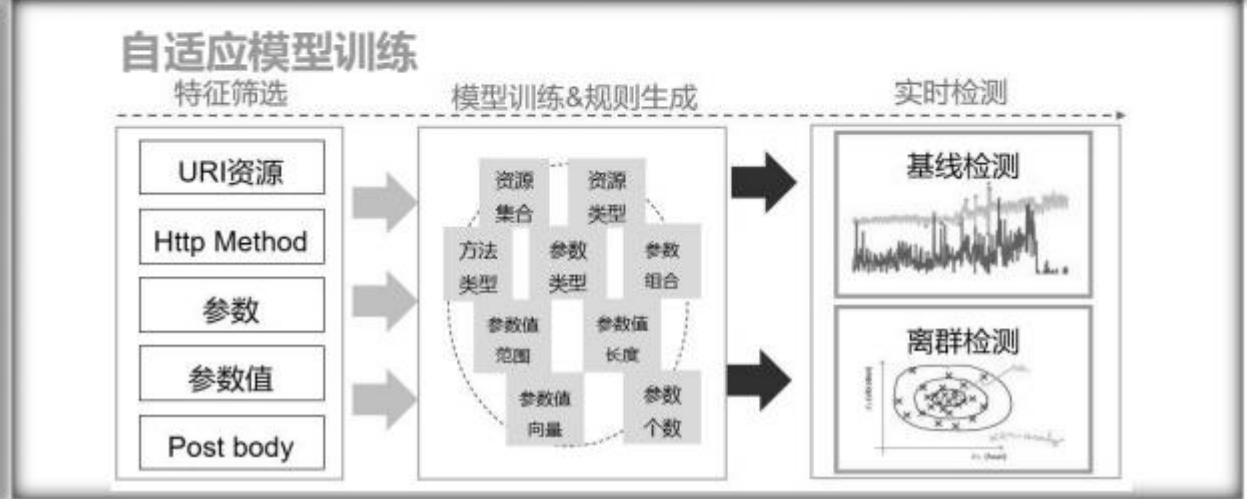 自适应模型训练
特征筛选
模型训练&规则生成
实时检测
URI资源
Http Method
参数
参数值
Post body
资源
集合
资源
类型
方法
类型
参数
类型
参数
组合
参数值
范围
参数值
长度
参数值
向量
参数
个数
基线检测
离群检测